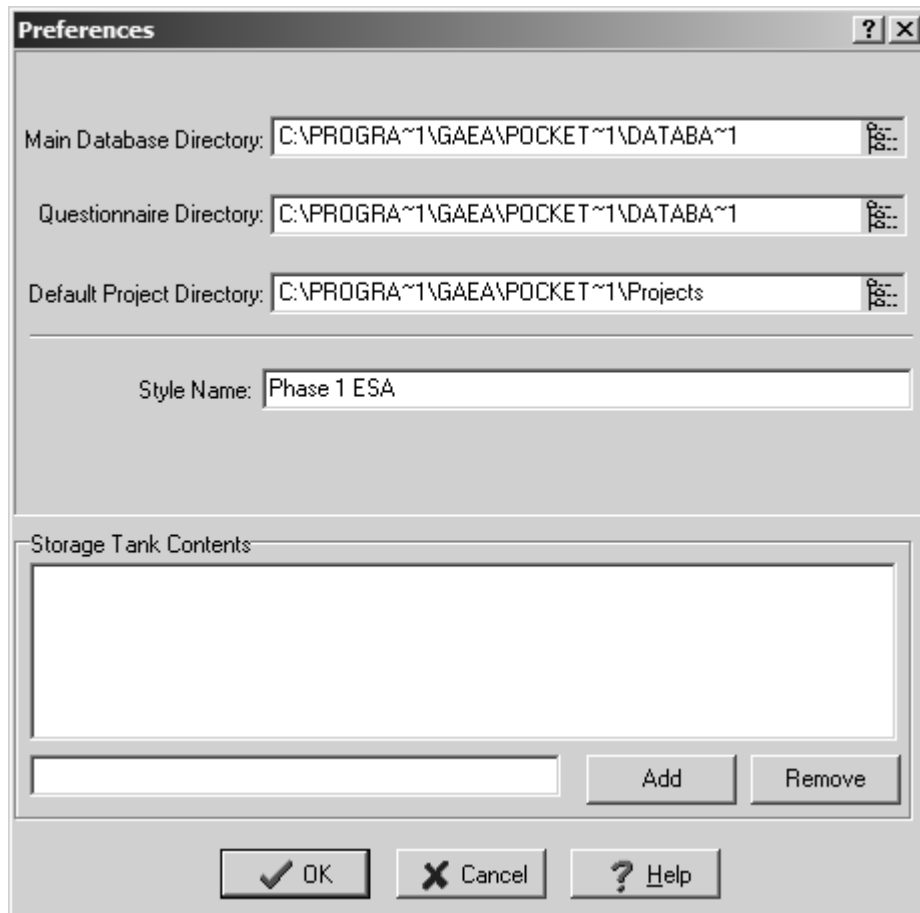 Preferences
Main Database Directory: C:\PROGRA~1\GAEA\POCKET~1\DATABA~1
Questionnaire Directory: C:\PROGRA~1\GAEA\POCKET~1\DATABA~1
Default Project Directory: C:\PROGRA~1\GAEA\POCKET~1\Projects
Style Name: Phase 1 ESA
Storage Tank Contents
Add Remove
OK Cancel Help